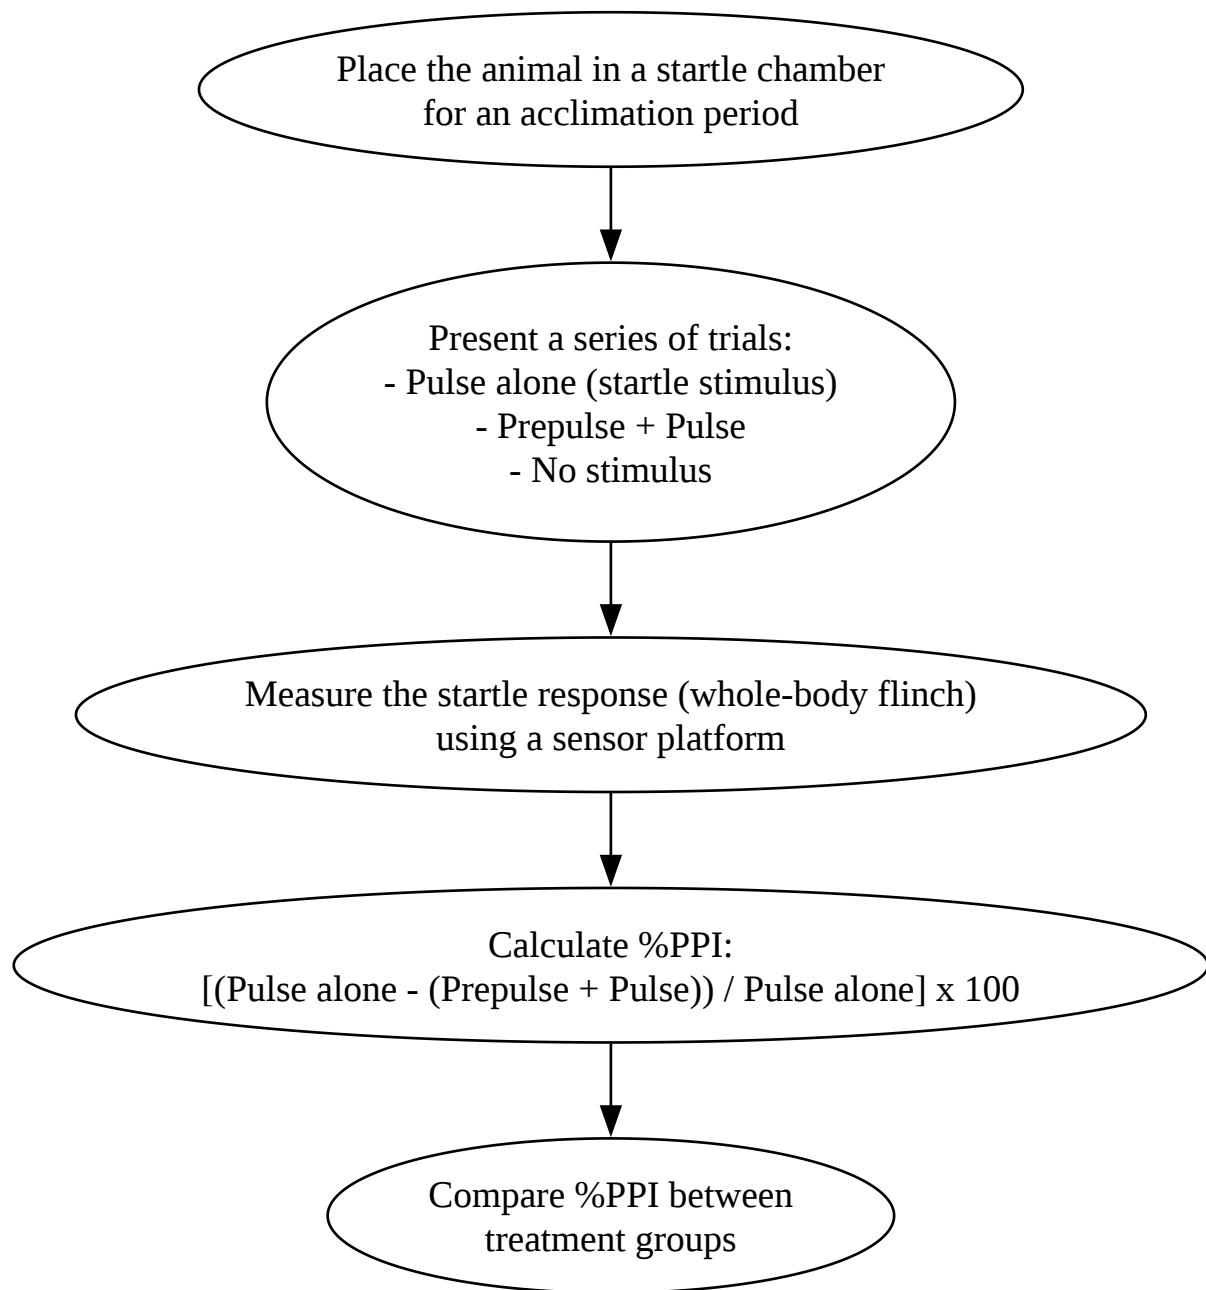 Place the animal in a startle chamber
for an acclimation period
Present a series of trials:
- Pulse alone (startle stimulus)
- Prepulse + Pulse
- No stimulus
Measure the startle response (whole-body flinch)
using a sensor platform
Calculate %PPI:
[(Pulse alone - (Prepulse + Pulse)) / Pulse alone] x 100
Compare %PPI between
treatment groups